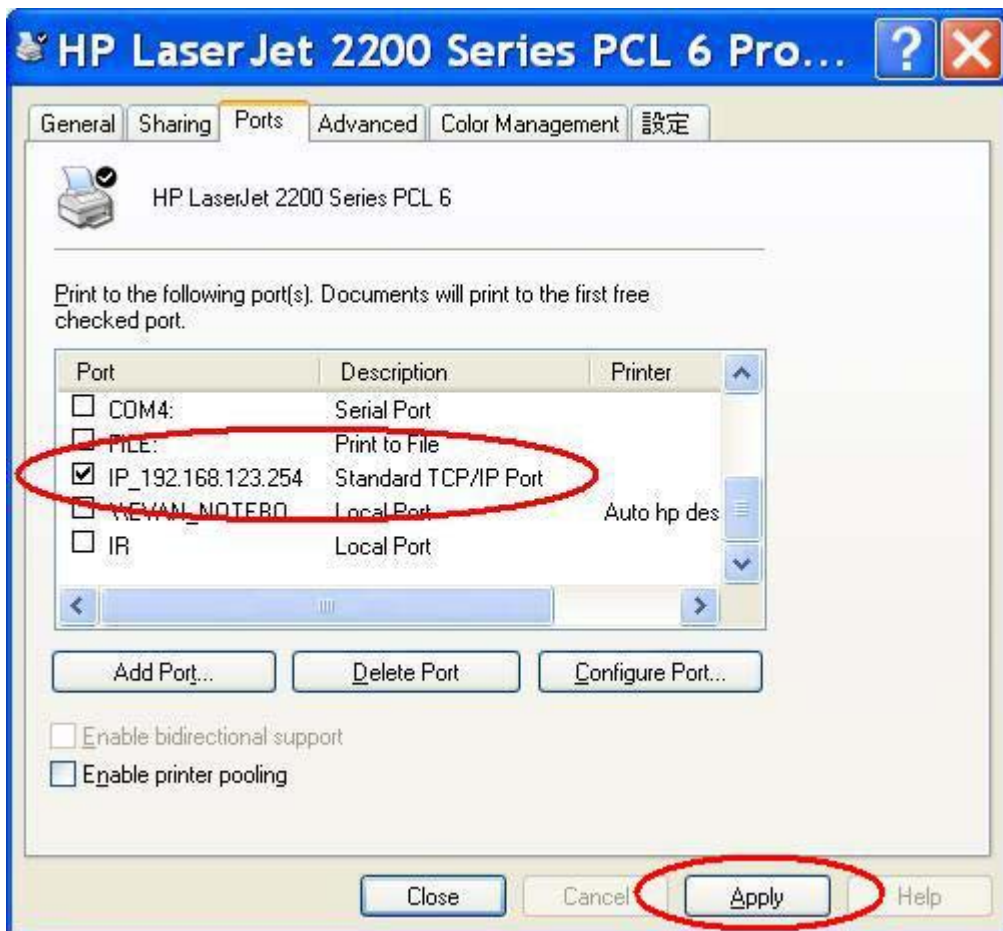 HP LaserJet 2200 Series PCL 6 Pro...
General Sharing Ports Advanced Color Management 設定
HP LaserJet 2200 Series PCL 6
Print to the following port(s). Documents will print to the first free
checked port.
Port Description Printer
COM4: Serial Port
FILE: Print to File
IP_192.168.123.254 Standard TCP/IP Port
\\EVAN_NOTEBO... Local Port Auto hp des
IR Local Port
Add Port... Delete Port Configure Port...
Enable bidirectional support
Enable printer pooling
Close Cancel Apply Help